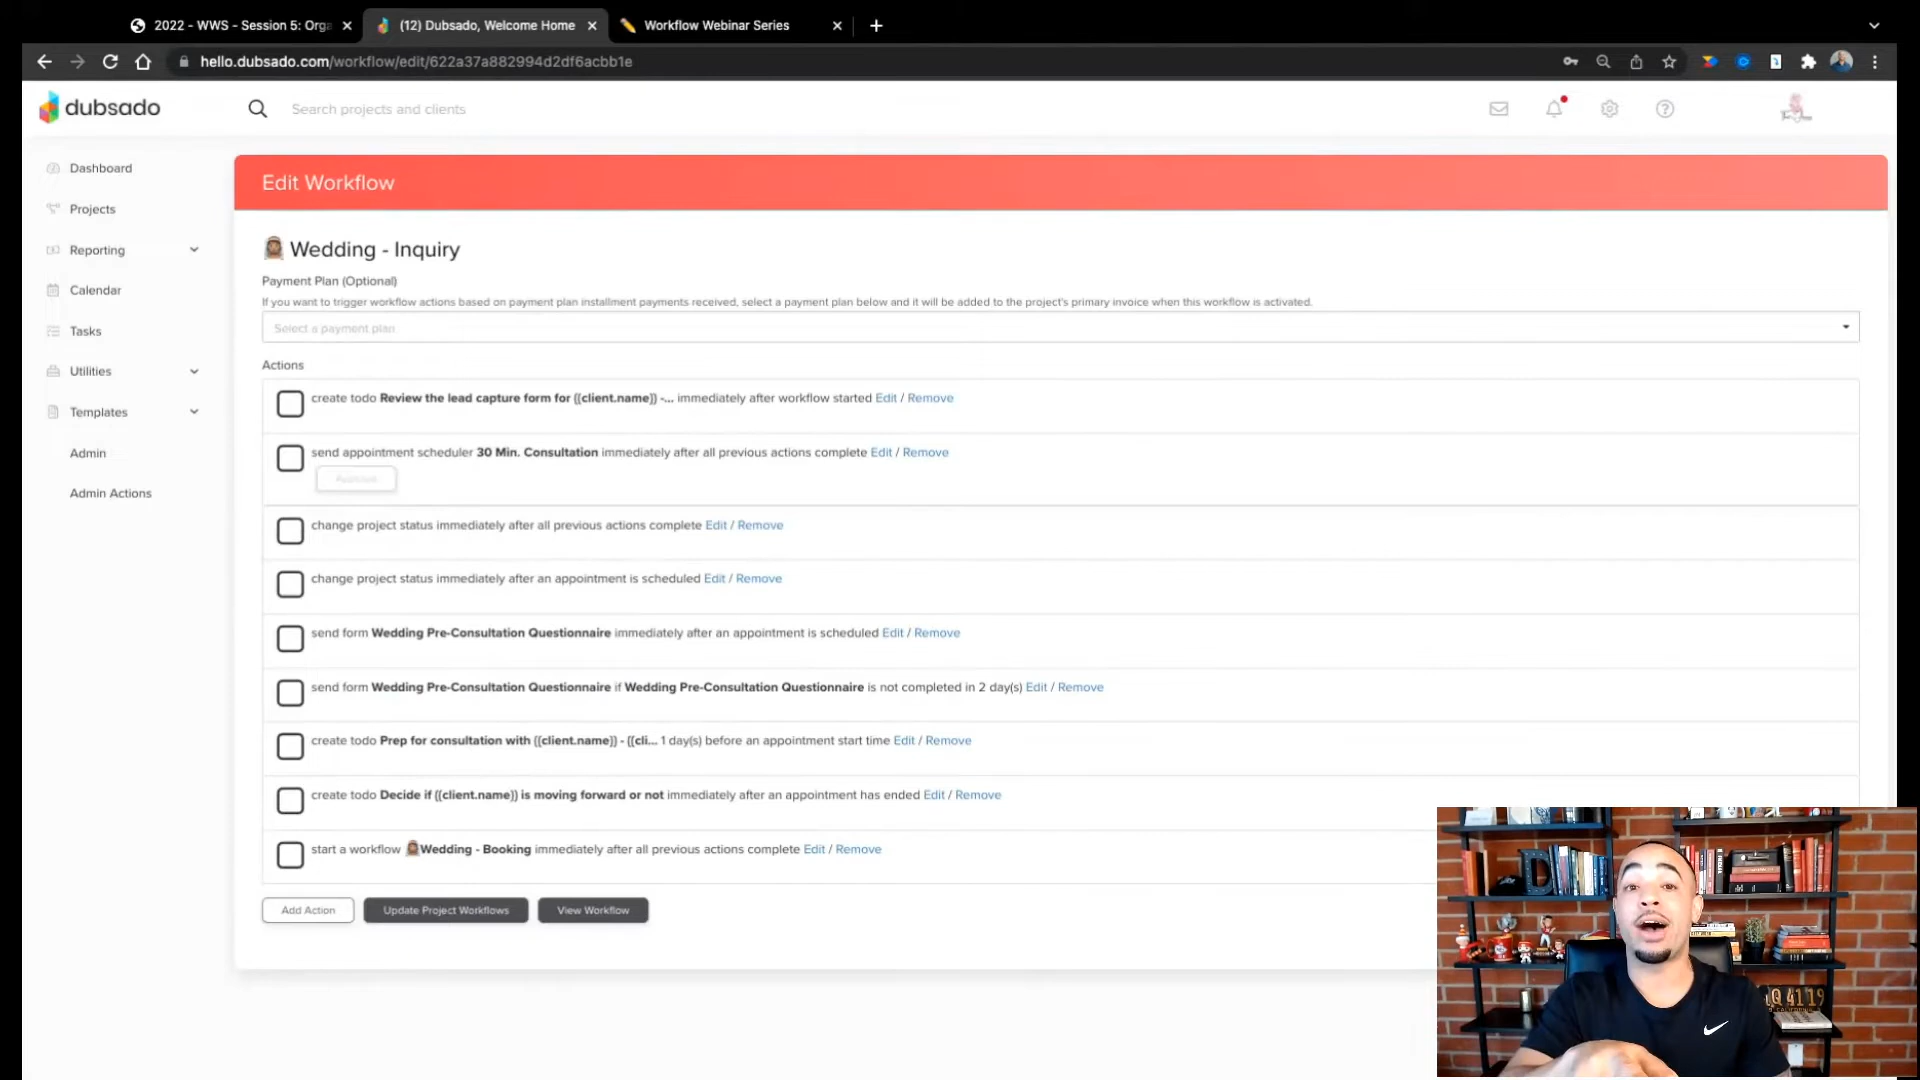 2022 - WWS - Session 5: Orga
(12) Dubsado, Welcome Home
Workflow Webinar Series
hello.dubsado.com/workflow/edit/622a37a882994d2df6acbb1e
dubsado
Search projects and clients
Dashboard
Projects
Reporting
Calendar
Tasks
Utilities
Templates
Admin
Admin Actions
Edit Workflow
Wedding - Inquiry
Payment Plan (Optional)
If you want to trigger workflow actions based on payment plan installment payments received, select a payment plan below and it will be added to the project's primary invoice when this workflow is activated.
Select a payment plan
Actions
create todo Review the lead capture form for {{client.name}} -... immediately after workflow started Edit / Remove
send appointment scheduler 30 Min. Consultation immediately after all previous actions complete Edit / Remove
change project status immediately after all previous actions complete Edit / Remove
change project status immediately after an appointment is scheduled Edit / Remove
send form Wedding Pre-Consultation Questionnaire immediately after an appointment is scheduled Edit / Remove
send form Wedding Pre-Consultation Questionnaire if Wedding Pre-Consultation Questionnaire is not completed in 2 day(s) Edit / Remove
create todo Prep for consultation with {{client.name}} - {{cli... 1 day(s) before an appointment start time Edit / Remove
create todo Decide if {{client.name}} is moving forward or not immediately after an appointment has ended Edit / Remove
start a workflow Wedding - Booking immediately after all previous actions complete Edit / Remove
Add Action
Update Project Workflows
View Workflow
D
Q 41 19